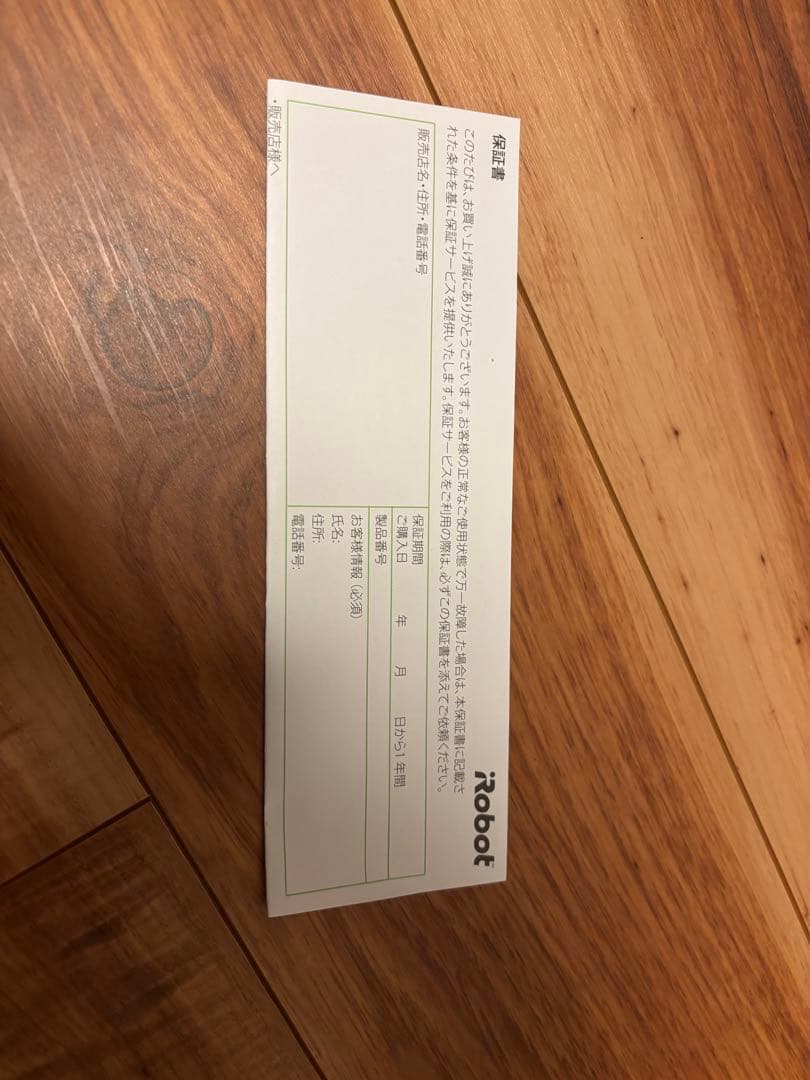 保証書
iRobot
このたびは、お買い上げ誠にありがとうございます。お客様の正常なご使用状態で万一故障した場合は、本保証書に記載さ
れた条件を基に保証サービスを提供いたします。保証サービスをご利用の際は、必ずこの保証書を添えてご依頼ください。
販売店名・住所・電話番号
保証期間
ご購入日 年 月 日から1年間
製品番号
お客様情報（必須）
氏名:
住所:
電話番号:
・販売店様へ